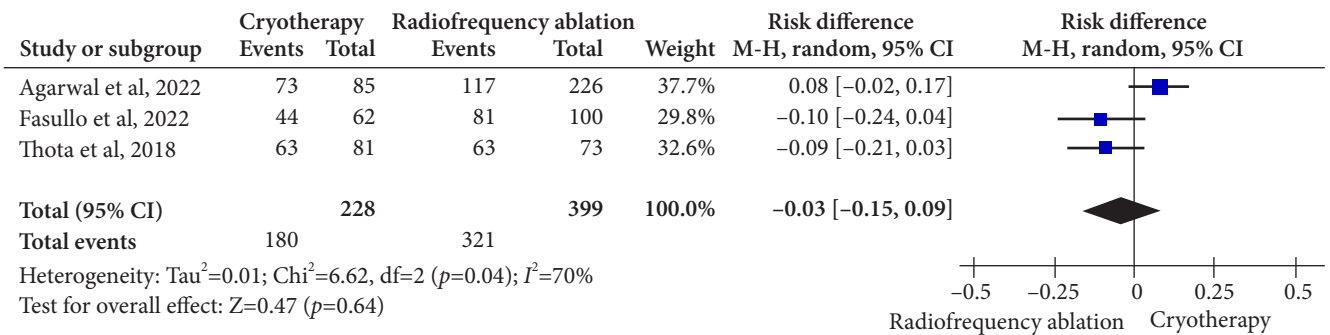 Cryotherapy Radiofrequency ablation Risk difference Risk difference
Study or subgroup Events Total Events Total Weight M-H, random, 95% CI M-H, random, 95% CI
Agarwal et al, 2022 73 85 117 226 37.7% 0.08 [–0.02, 0.17]
Fasullo et al, 2022 44 62 81 100 29.8% –0.10 [–0.24, 0.04]
Thota et al, 2018 63 81 63 73 32.6% –0.09 [–0.21, 0.03]
Total (95% CI) 228 399 100.0% –0.03 [–0.15, 0.09]
Total events 180 321
Heterogeneity: Tau²=0.01; Chi²=6.62, df=2 (p=0.04); I²=70%
Test for overall effect: Z=0.47 (p=0.64)
–0.5 –0.25 0 0.25 0.5
Radiofrequency ablation Cryotherapy